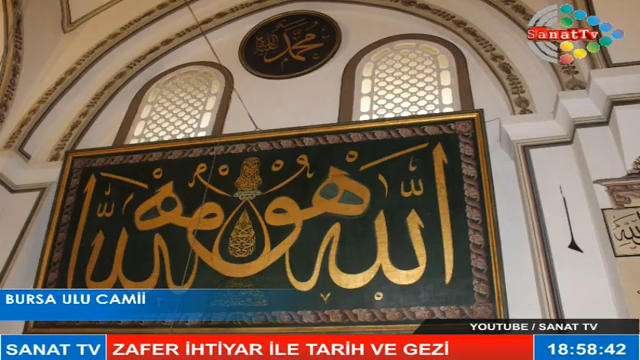 SanatTv
محمد
الله هو
BURSA ULU CAMİİ
YOUTUBE / SANAT TV
SANAT TV ZAFER İHTİYAR İLE TARİH VE GEZİ 18:58:42